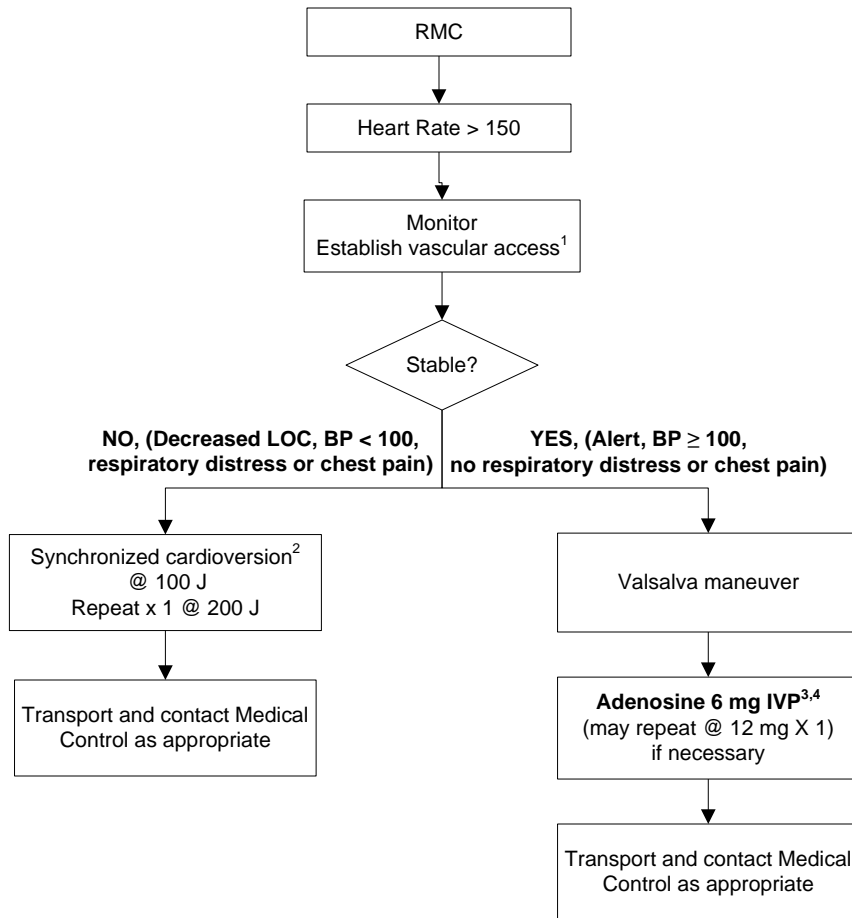 RMC
Heart Rate > 150
Monitor
Establish vascular access¹
Stable?
NO, (Decreased LOC, BP < 100,
respiratory distress or chest pain)
YES, (Alert, BP ≥ 100,
no respiratory distress or chest pain)
Synchronized cardioversion²
@ 100 J
Repeat x 1 @ 200 J
Transport and contact Medical
Control as appropriate
Valsalva maneuver
Adenosine 6 mg IVP³,⁴
(may repeat @ 12 mg X 1)
if necessary
Transport and contact Medical
Control as appropriate